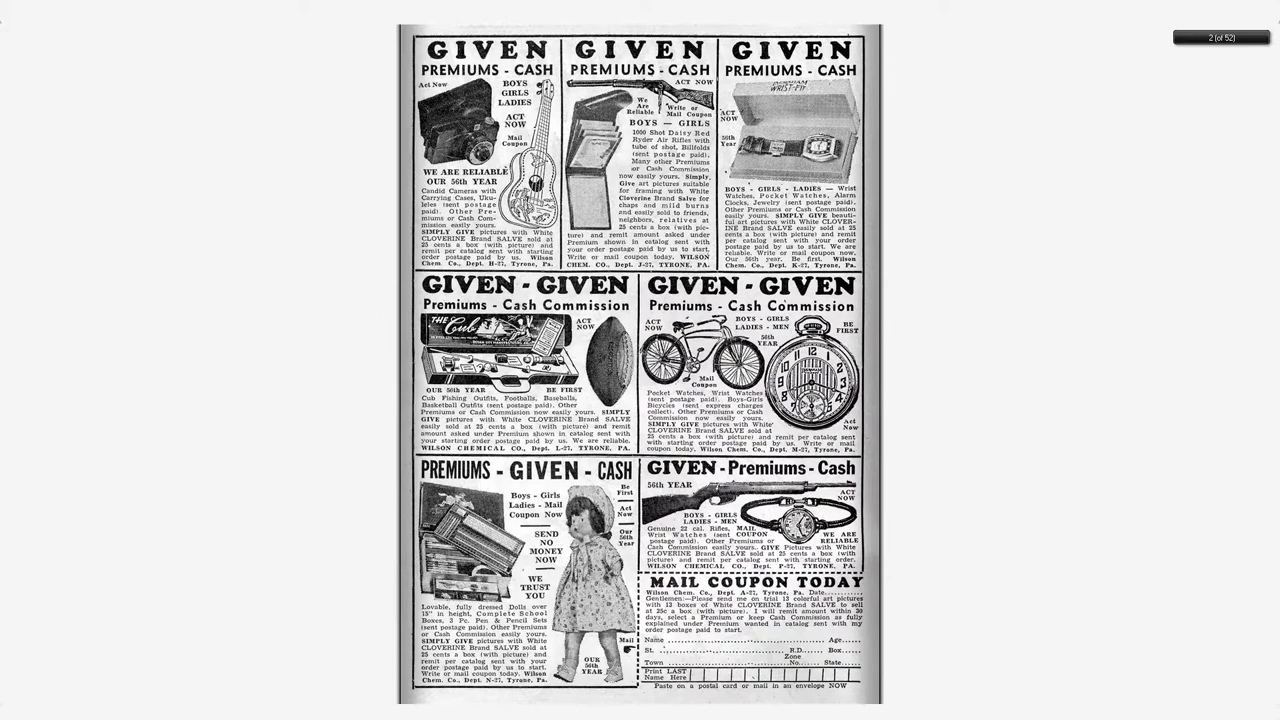 2 (of 52)
GIVEN
PREMIUMS - CASH
Act Now
BOYS
GIRLS
LADIES
ACT
NOW
Mail
Coupon
WE ARE RELIABLE
OUR 56th YEAR
Candid Cameras with
Carrying Cases, Uku-
leles (sent postage
paid). Other Pre-
miums or Cash Com-
mission easily yours.
SIMPLY GIVE pictures with White
CLOVERINE Brand SALVE sold at
25 cents a box (with picture) and
remit per catalog sent with starting
order postage paid by us. Wilson
Chem. Co., Dept. H-27, Tyrone, Pa.
GIVEN
PREMIUMS - CASH
ACT NOW
We
Are
Reliable
Write or
Mail Coupon
BOYS — GIRLS
1000 Shot Daisy Red
Ryder Air Rifles with
tube of shot, Billfolds
(sent postage paid).
Many other Premiums
or Cash Commission
now easily yours. Simply,
Give art pictures suitable
for framing with White
Cloverine Brand Salve for
chaps and mild burns
and easily sold to friends,
neighbors, relatives at
25 cents a box (with pic-
ture) and remit amount asked under
Premium shown in catalog sent with
your order postage paid by us to start.
Write or mail coupon today. WILSON
CHEM. CO., Dept. J-27, TYRONE, PA.
GIVEN
PREMIUMS - CASH
WRIST-FIT
ACT
NOW
56th
Year
BOYS - GIRLS - LADIES — Wrist
Watches, Pocket Watches, Alarm
Clocks, Jewelry (sent postage paid).
Other Premiums or Cash Commission
easily yours. SIMPLY GIVE beauti-
ful art pictures with White CLOVER-
INE Brand SALVE easily sold at 25
cents a box (with picture) and remit
per catalog sent with your order
postage paid by us to start. We are
reliable. Write or mail coupon now,
Our 56th year. Be first. Wilson
Chem. Co., Dept. K-27, Tyrone, Pa.
GIVEN - GIVEN
Premiums - Cash Commission
THE Cub
ACT
NOW
OUR 56th YEAR
BE FIRST
Cub Fishing Outfits, Footballs, Baseballs,
Basketball Outfits (sent postage paid). Other
Premiums or Cash Commission now easily yours. SIMPLY
GIVE pictures with White CLOVERINE Brand SALVE
easily sold at 25 cents a box (with picture) and remit
amount asked under Premium shown in catalog sent with
your starting order postage paid by us. We are reliable.
WILSON CHEMICAL CO., Dept. L-27, TYRONE, PA.
GIVEN - GIVEN
Premiums - Cash Commission
ACT
NOW
BOYS - GIRLS
LADIES - MEN
56th
YEAR
BE
FIRST
Mail
Coupon
Pocket Watches, Wrist Watches
(sent postage paid). Boys-Girls
Bicycles (sent express charges
collect). Other Premiums or Cash
Commission now easily yours.
SIMPLY GIVE pictures with White
CLOVERINE Brand SALVE sold at
Act
Now
25 cents a box (with picture) and remit per catalog sent
with starting order postage paid by us. Write or mail
coupon today. Wilson Chem. Co., Dept. M-27, Tyrone, Pa.
PREMIUMS - GIVEN - CASH
Boys - Girls
Ladies - Mail
Coupon Now
Be
First
Act
Now
Our
56th
Year
SEND
NO
MONEY
NOW
WE
TRUST
YOU
Lovable, fully dressed Dolls over
15" in height, Complete School
Boxes, 3 Pc. Pen & Pencil Sets
(sent postage paid). Other Premiums
or Cash Commission easily yours.
SIMPLY GIVE pictures with White
CLOVERINE Brand SALVE sold at
25 cents a box (with picture) and
remit per catalog sent with your
order postage paid by us to start.
Write or mail coupon today. Wilson
Chem. Co., Dept. N-27, Tyrone, Pa.
Mail
OUR
56th
YEAR
GIVEN - Premiums - Cash
56th YEAR
ACT
NOW
BOYS - GIRLS
LADIES - MEN
Genuine 22 cal. Rifles, MAIL
Wrist Watches (sent COUPON
postage paid). Other Premiums or
WE ARE
RELIABLE
Cash Commission easily yours. GIVE Pictures with White
CLOVERINE Brand SALVE sold at 25 cents a box (with
picture) and remit per catalog sent with starting order.
WILSON CHEMICAL CO., Dept. P-27, TYRONE, PA.
MAIL COUPON TODAY
Wilson Chem. Co., Dept. A-27, Tyrone, Pa. Date..........
Gentlemen:—Please send me on trial 13 colorful art pictures
with 13 boxes of White CLOVERINE Brand SALVE to sell
at 25c a box (with picture). I will remit amount within 30
days, select a Premium or keep Cash Commission as fully
explained under Premium wanted in catalog sent with my
order postage paid to start.
Name ........................................ Age......
St. ................................ R.D....... Box.....
Zone
Town ............................... No....... State......
Print LAST
Name Here
Paste on a postal card or mail in an envelope NOW